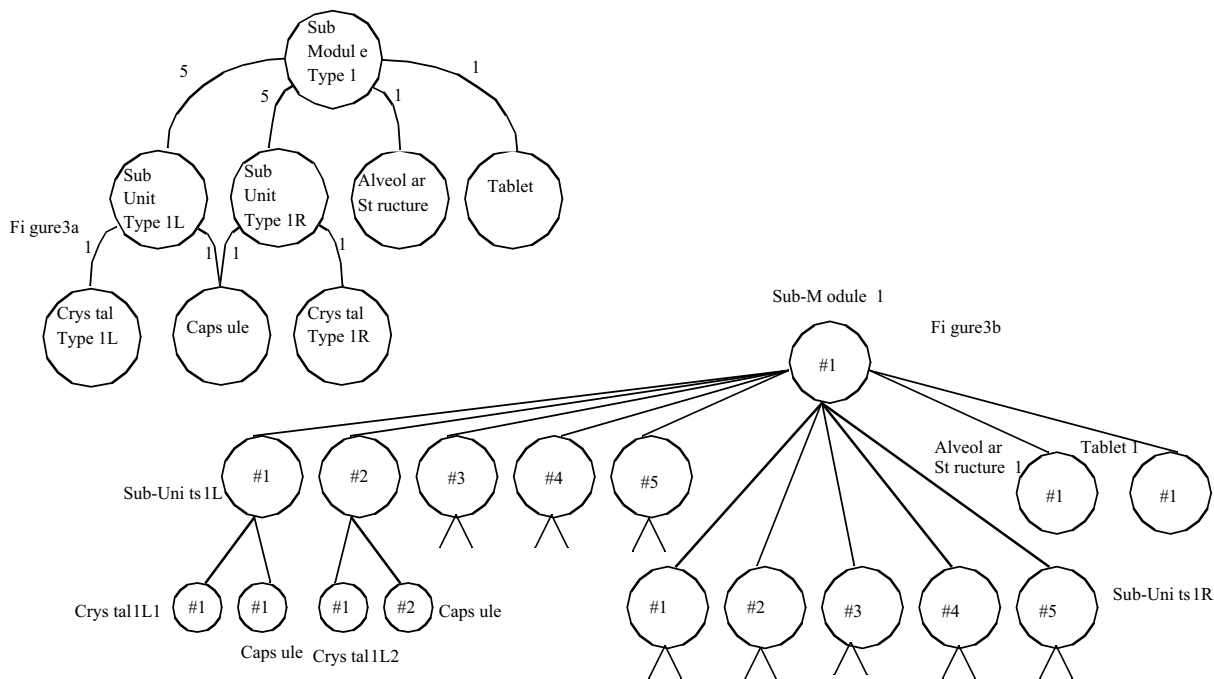 Sub
Modul e
Type 1
5
5
1
1
Sub
Unit
Type 1L
Sub
Unit
Type 1R
Alveol ar
St ructure
Tablet
Fi gure3a
1
1
1
1
Crys tal
Type 1L
Caps ule
Crys tal
Type 1R
Sub-M odule 1
Fi gure3b
#1
Alveol ar
St ructure 1
Tablet 1
#1
#2
#3
#4
#5
#1
#1
Sub-Uni ts 1L
Crys tal1L1
#1
#1
#1
#2
Caps ule
Caps ule
Crys tal1L2
#1
#2
#3
#4
#5
Sub-Uni ts 1R